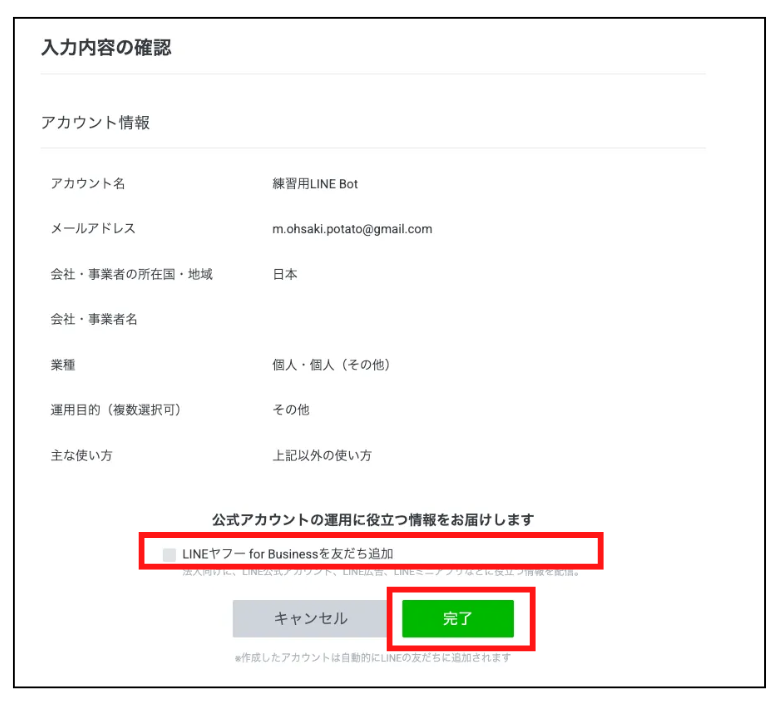 入力内容の確認
アカウント情報
アカウント名 練習用LINE Bot
メールアドレス m.ohsaki.potato@gmail.com
会社・事業者の所在国・地域 日本
会社・事業者名
業種 個人・個人（その他）
運用目的（複数選択可） その他
主な使い方 上記以外の使い方
公式アカウントの運用に役立つ情報をお届けします
LINEヤフー for Businessを友だち追加
法人向けに、LINE公式アカウント、LINE広告、LINEミニアプリなどに役立つ情報を配信。
キャンセル 完了
※作成したアカウントは自動的にLINEの友だちに追加されます